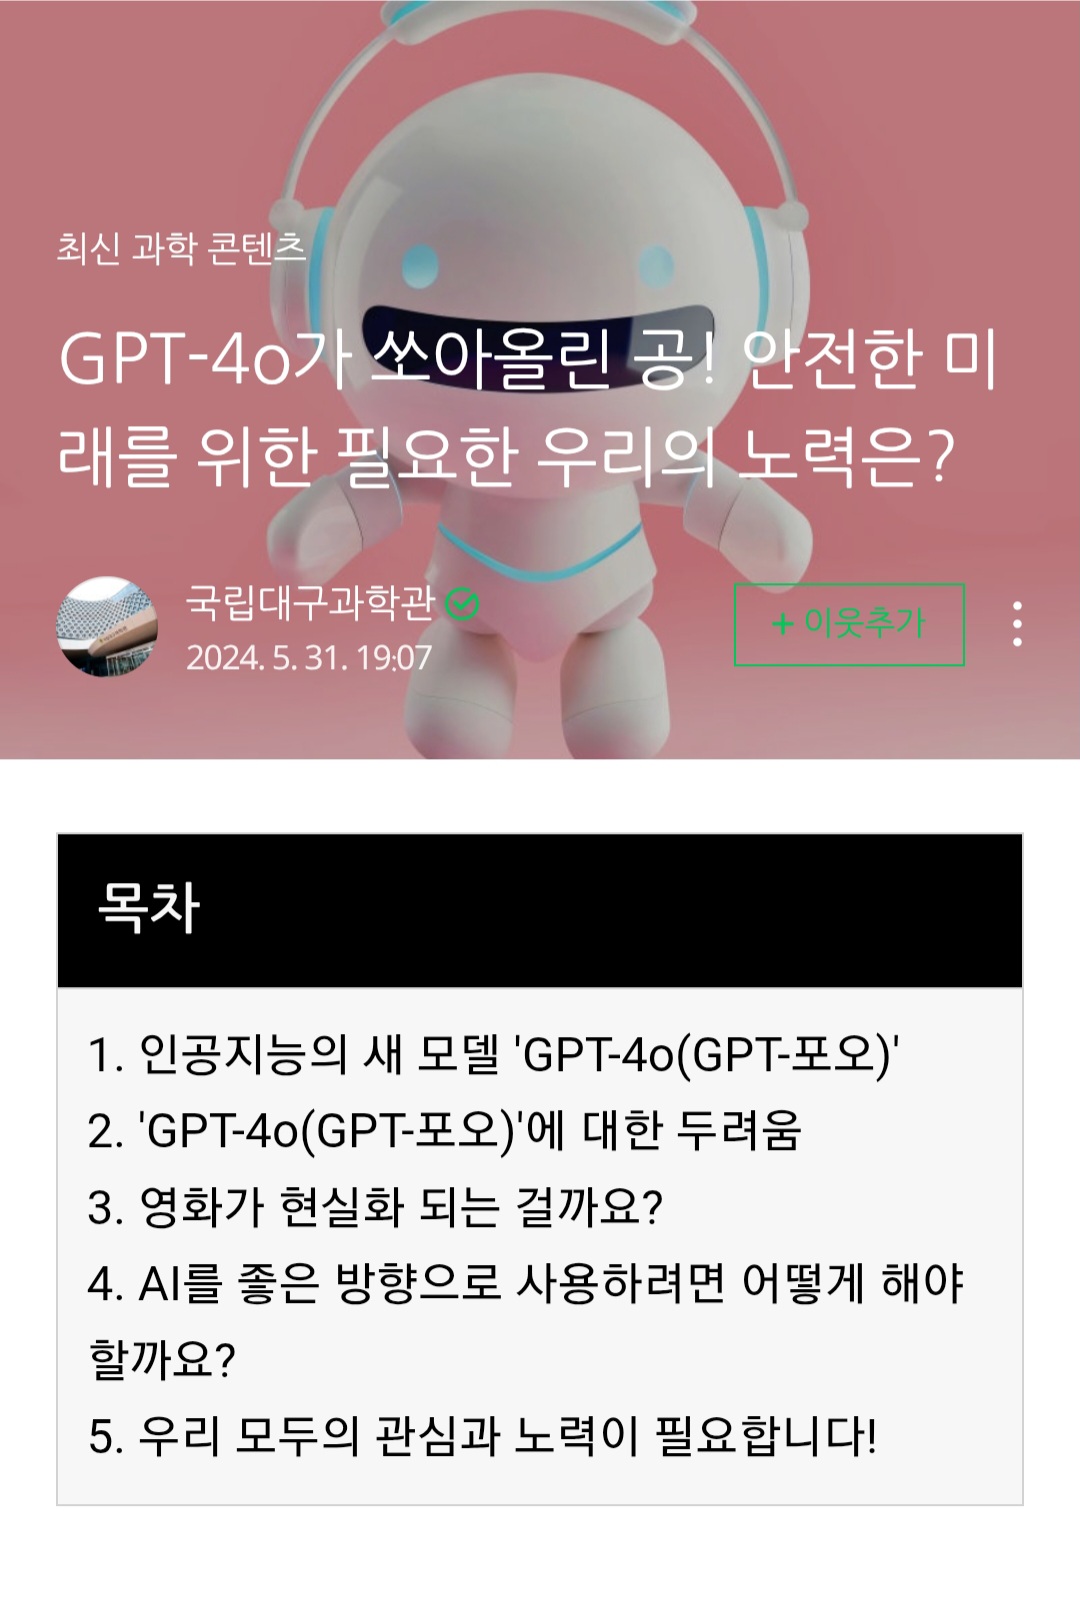 최신 과학 콘텐츠
GPT-4o가 쏘아올린 공! 안전한 미
래를 위한 필요한 우리의 노력은?
국립대구과학관
2024. 5. 31. 19:07
+ 이웃추가
목차
1. 인공지능의 새 모델 'GPT-4o(GPT-포오)'
2. 'GPT-4o(GPT-포오)'에 대한 두려움
3. 영화가 현실화 되는 걸까요?
4. AI를 좋은 방향으로 사용하려면 어떻게 해야
할까요?
5. 우리 모두의 관심과 노력이 필요합니다!